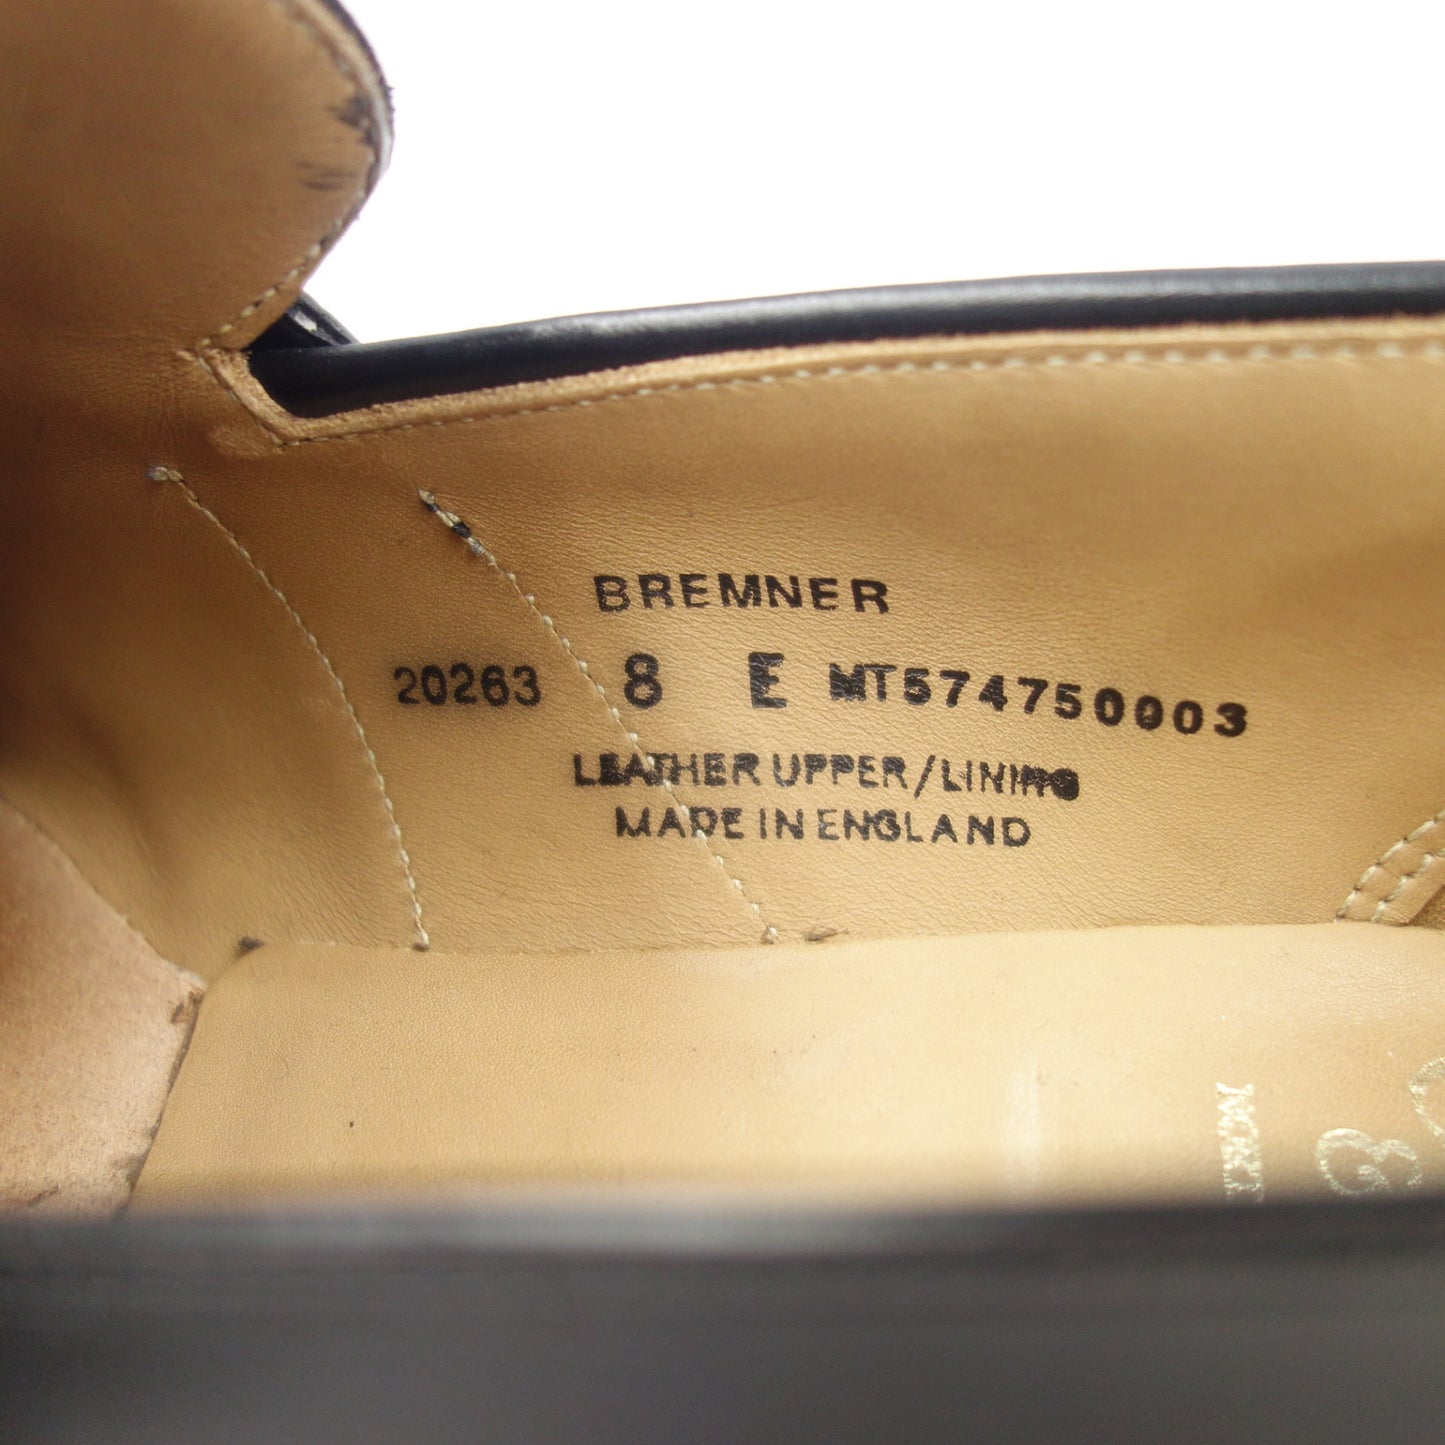 BREMNER
20263 8 E MT574750003
LEATHER UPPER/LINING
MADE IN ENGLAND